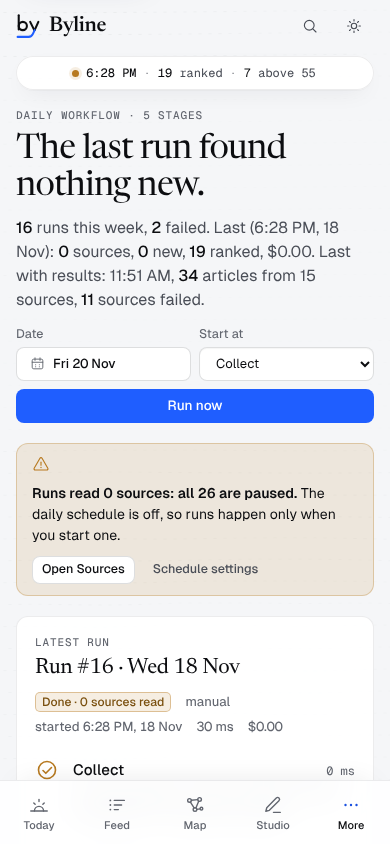 by Byline
6:28 PM · 19 ranked · 7 above 55
DAILY WORKFLOW · 5 STAGES
The last run found
nothing new.
16 runs this week, 2 failed. Last (6:28 PM, 18
Nov): 0 sources, 0 new, 19 ranked, $0.00. Last
with results: 11:51 AM, 34 articles from 15
sources, 11 sources failed.
Date
Start at
Fri 20 Nov
Collect
Run now
Runs read 0 sources: all 26 are paused. The
daily schedule is off, so runs happen only when
you start one.
Open Sources
Schedule settings
LATEST RUN
Run #16 · Wed 18 Nov
Done · 0 sources read
manual
started 6:28 PM, 18 Nov 30 ms $0.00
Collect 0 ms
Today Feed Map Studio More